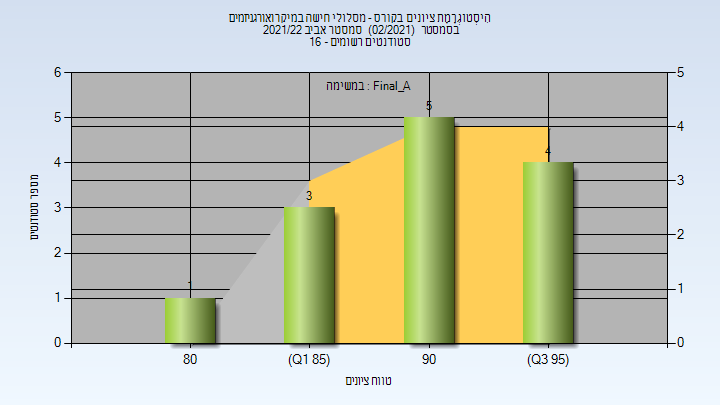 הִיסְטוֹגְרַמַּת ציונים בקורס - מסלולי חישה במיקרואורגניזמים
בסמסטר (02/2021) סמסטר אביב 2021/22
סטודנטים רשומים - 16
במשימה : Final_A
מספר סטודנטים
6
5
4
3
2
1
0
5
4
3
2
1
0
1
3
5
4
80
(Q1 85)
90
(Q3 95)
טווח ציונים